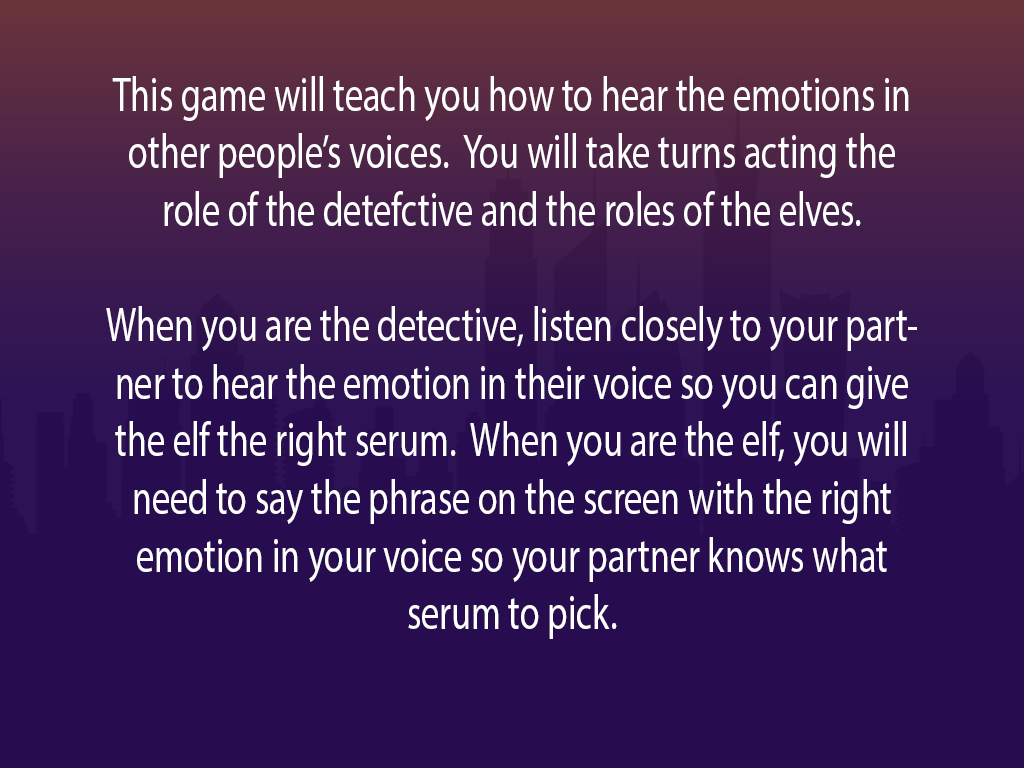 This game will teach you how to hear the emotions in
other people’s voices.  You will take turns acting the
role of the detefctive and the roles of the elves.
When you are the detective, listen closely to your part-
ner to hear the emotion in their voice so you can give
the elf the right serum.  When you are the elf, you will
need to say the phrase on the screen with the right
emotion in your voice so your partner knows what
serum to pick.